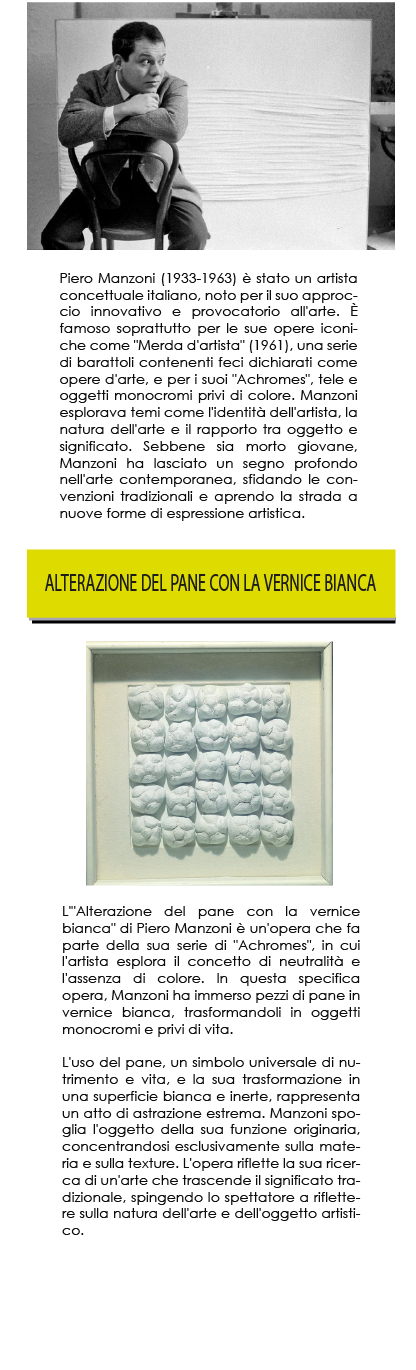 Piero Manzoni (1933-1963) è stato un artista
concettuale italiano, noto per il suo approc-
cio innovativo e provocatorio all'arte. È
famoso soprattutto per le sue opere iconi-
che come "Merda d'artista" (1961), una serie
di barattoli contenenti feci dichiarati come
opere d'arte, e per i suoi "Achromes", tele e
oggetti monocromi privi di colore. Manzoni
esplorava temi come l'identità dell'artista, la
natura dell'arte e il rapporto tra oggetto e
significato. Sebbene sia morto giovane,
Manzoni ha lasciato un segno profondo
nell'arte contemporanea, sfidando le con-
venzioni tradizionali e aprendo la strada a
nuove forme di espressione artistica.
ALTERAZIONE DEL PANE CON LA VERNICE BIANCA
L'"Alterazione del pane con la vernice
bianca" di Piero Manzoni è un'opera che fa
parte della sua serie di "Achromes", in cui
l'artista esplora il concetto di neutralità e
l'assenza di colore. In questa specifica
opera, Manzoni ha immerso pezzi di pane in
vernice bianca, trasformandoli in oggetti
monocromi e privi di vita.
L'uso del pane, un simbolo universale di nu-
trimento e vita, e la sua trasformazione in
una superficie bianca e inerte, rappresenta
un atto di astrazione estrema. Manzoni spo-
glia l'oggetto della sua funzione originaria,
concentrandosi esclusivamente sulla mate-
ria e sulla texture. L'opera riflette la sua ricer-
ca di un'arte che trascende il significato tra-
dizionale, spingendo lo spettatore a riflette-
re sulla natura dell'arte e dell'oggetto artisti-
co.